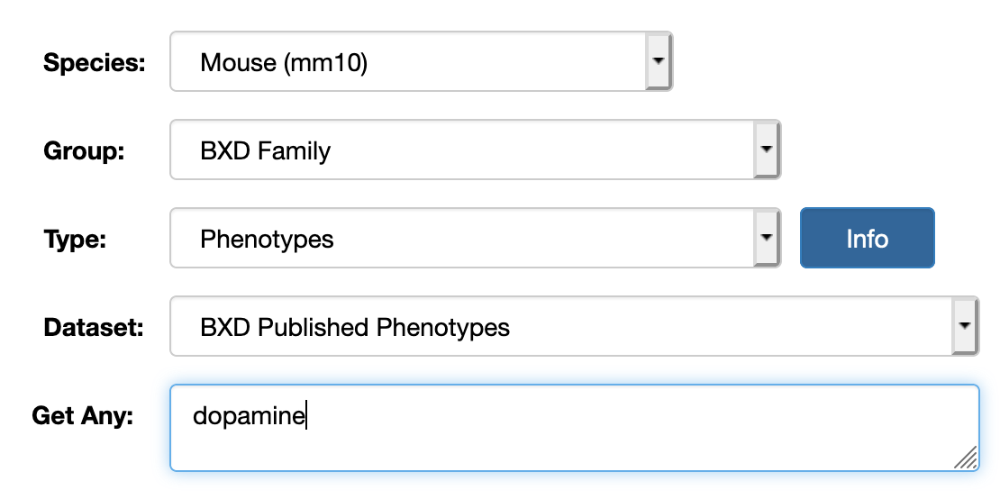 Species: Mouse (mm10)
Group: BXD Family
Type: Phenotypes Info
Dataset: BXD Published Phenotypes
Get Any: dopamine